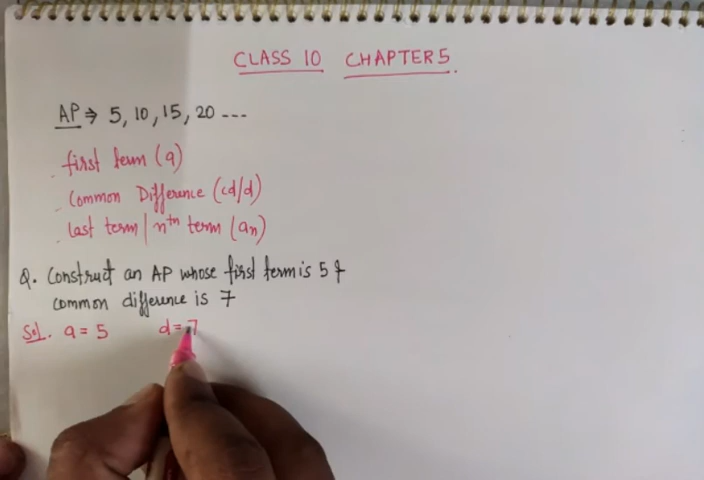 CLASS 10 CHAPTER 5.
AP ⇒ 5, 10, 15, 20 ---
. first term (a)
. Common Difference (cd/d)
. last term / nth term (an)
Q. Construct an AP whose first term is 5 &
common difference is 7
Sol. a = 5 d = 7